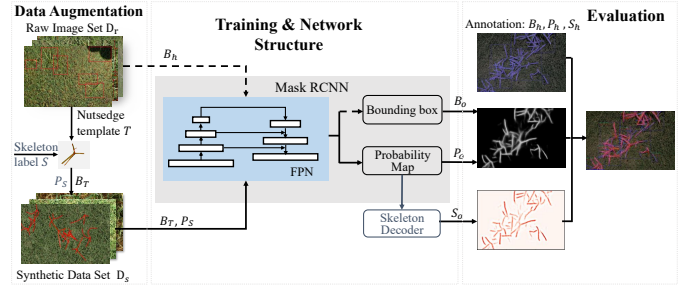 Data Augmentation
Raw Image Set D_r
Nutsedge
template T
Skeleton
label S
P_S B_T
Synthetic Data Set D_s
Training & Network
Structure
B_h
Mask RCNN
FPN
Bounding box
Probability
Map
Skeleton
Decoder
B_T, P_S
B_o
P_o
S_o
Evaluation
Annotation: B_h, P_h, S_h